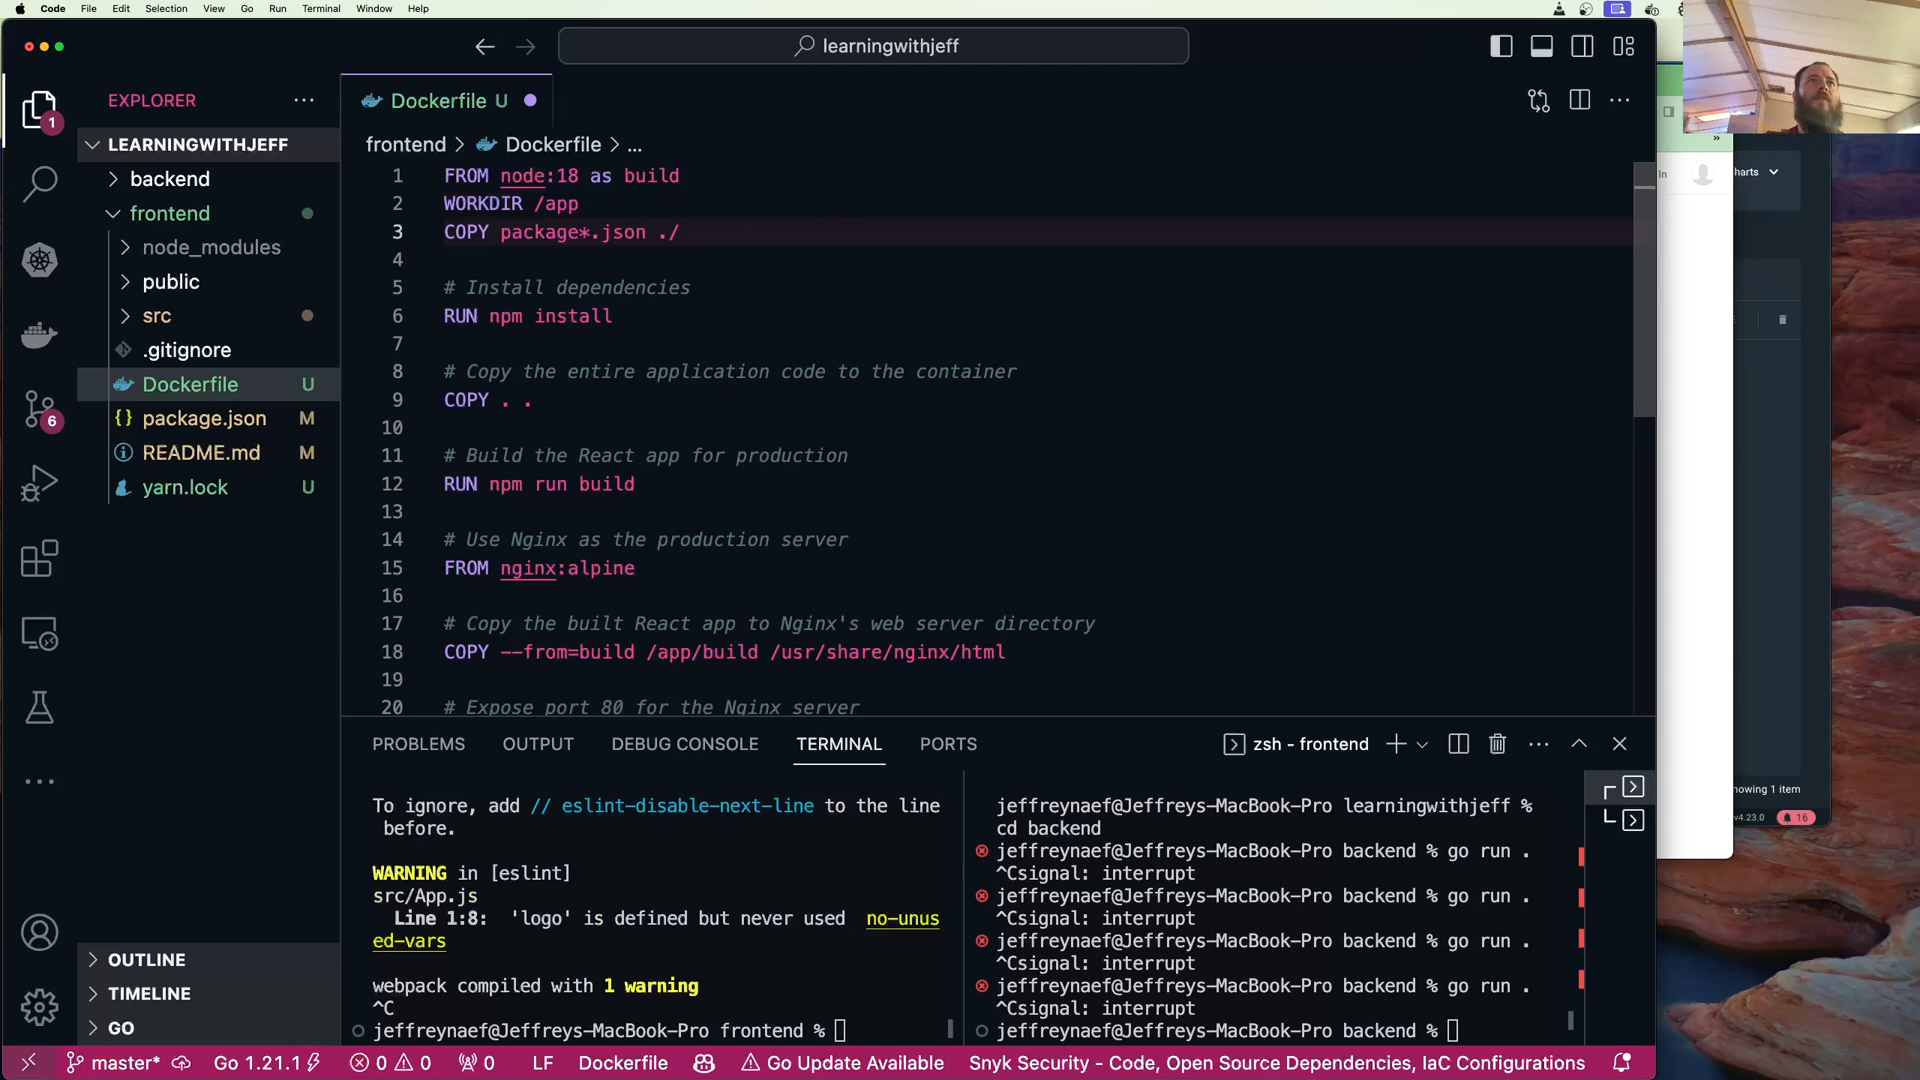 Code File Edit Selection View Go Run Terminal Window Help
learningwithjeff
EXPLORER
LEARNINGWITHJEFF
backend
frontend
node_modules
public
src
.gitignore
Dockerfile U
package.json M
README.md M
yarn.lock U
OUTLINE
TIMELINE
GO
1
6
Dockerfile U
frontend > Dockerfile > ...
1 FROM node:18 as build
2 WORKDIR /app
3 COPY package*.json ./
4
5 # Install dependencies
6 RUN npm install
7
8 # Copy the entire application code to the container
9 COPY . .
10
11 # Build the React app for production
12 RUN npm run build
13
14 # Use Nginx as the production server
15 FROM nginx:alpine
16
17 # Copy the built React app to Nginx's web server directory
18 COPY --from=build /app/build /usr/share/nginx/html
19
20 # Expose port 80 for the Nginx server
PROBLEMS OUTPUT DEBUG CONSOLE TERMINAL PORTS
zsh - frontend
To ignore, add // eslint-disable-next-line to the line
before.
WARNING in [eslint]
src/App.js
Line 1:8: 'logo' is defined but never used no-unus
ed-vars
webpack compiled with 1 warning
^C
jeffreynaef@Jeffreys-MacBook-Pro frontend %
jeffreynaef@Jeffreys-MacBook-Pro learningwithjeff %
cd backend
jeffreynaef@Jeffreys-MacBook-Pro backend % go run .
^Csignal: interrupt
jeffreynaef@Jeffreys-MacBook-Pro backend % go run .
^Csignal: interrupt
jeffreynaef@Jeffreys-MacBook-Pro backend % go run .
^Csignal: interrupt
jeffreynaef@Jeffreys-MacBook-Pro backend % go run .
^Csignal: interrupt
jeffreynaef@Jeffreys-MacBook-Pro backend %
master* Go 1.21.1 0 0 0 LF Dockerfile Go Update Available Snyk Security - Code, Open Source Dependencies, IaC Configurations
In
harts
owing 1 item
v4.23.0 16